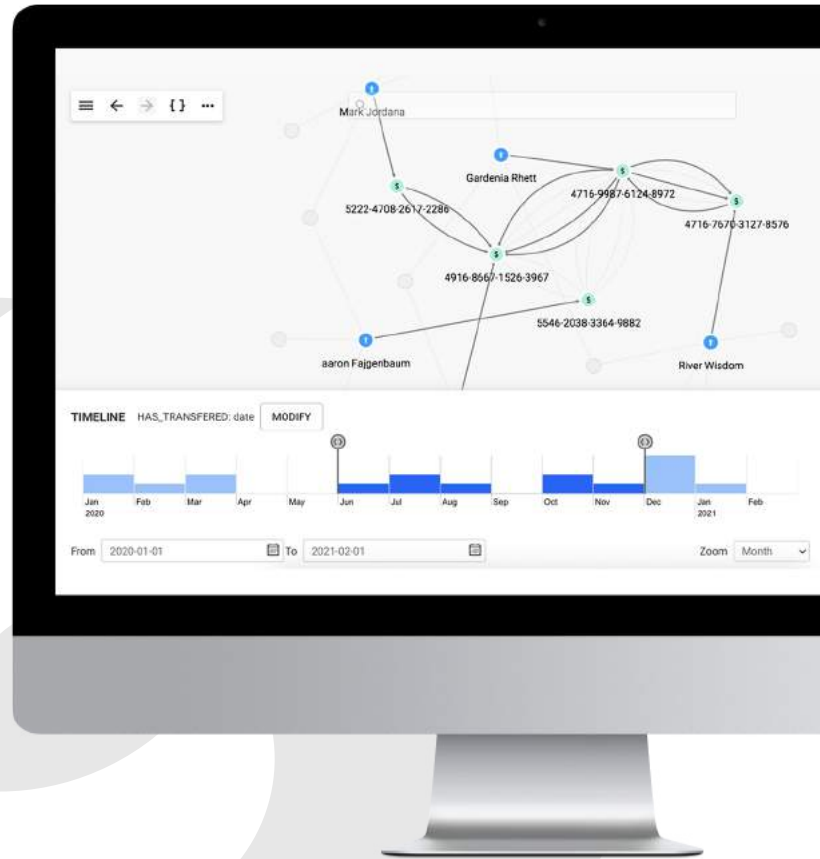 Mark Jordana
Gardenia Rhett
4716-9987-6124-8972
5222-4708-2617-2286
4716-7670-3127-8576
4916-8667-1526-3967
5546-2038-3364-9882
aaron Fajgenbaum
River Wisdom
TIMELINE HAS_TRANSFERED: date MODIFY
Jan Feb Mar Apr May Jun Jul Aug Sep Oct Nov Dec Jan Feb
2020 2021
From 2020-01-01 To 2021-02-01 Zoom Month